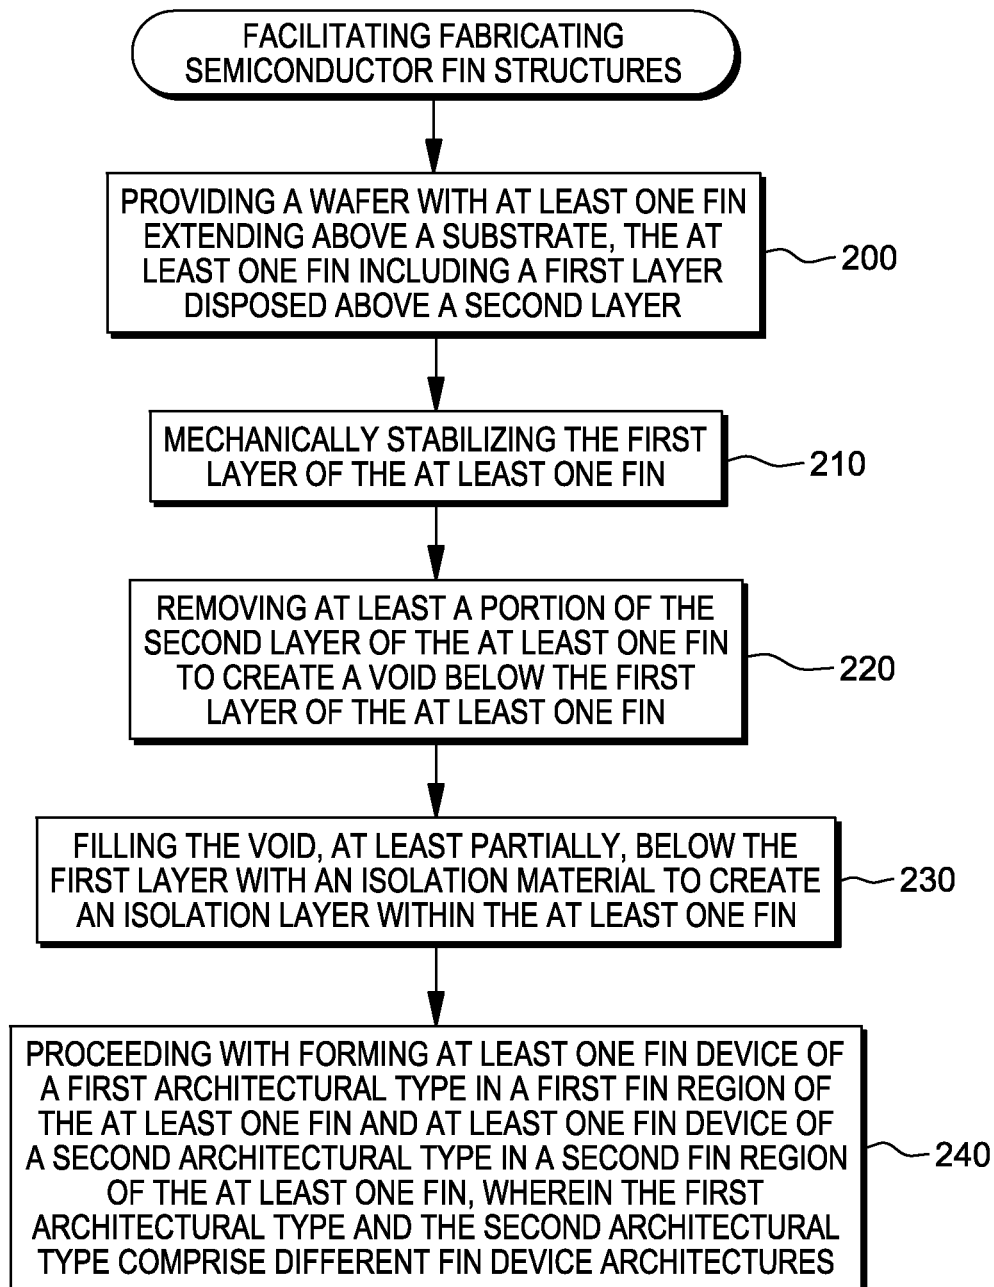 FACILITATING FABRICATING
SEMICONDUCTOR FIN STRUCTURES
PROVIDING A WAFER WITH AT LEAST ONE FIN
EXTENDING ABOVE A SUBSTRATE, THE AT
LEAST ONE FIN INCLUDING A FIRST LAYER
DISPOSED ABOVE A SECOND LAYER
200
MECHANICALLY STABILIZING THE FIRST
LAYER OF THE AT LEAST ONE FIN
210
REMOVING AT LEAST A PORTION OF THE
SECOND LAYER OF THE AT LEAST ONE FIN
TO CREATE A VOID BELOW THE FIRST
LAYER OF THE AT LEAST ONE FIN
220
FILLING THE VOID, AT LEAST PARTIALLY, BELOW THE
FIRST LAYER WITH AN ISOLATION MATERIAL TO CREATE
AN ISOLATION LAYER WITHIN THE AT LEAST ONE FIN
230
PROCEEDING WITH FORMING AT LEAST ONE FIN DEVICE OF
A FIRST ARCHITECTURAL TYPE IN A FIRST FIN REGION OF
THE AT LEAST ONE FIN AND AT LEAST ONE FIN DEVICE OF
A SECOND ARCHITECTURAL TYPE IN A SECOND FIN REGION
OF THE AT LEAST ONE FIN, WHEREIN THE FIRST
ARCHITECTURAL TYPE AND THE SECOND ARCHITECTURAL
TYPE COMPRISE DIFFERENT FIN DEVICE ARCHITECTURES
240